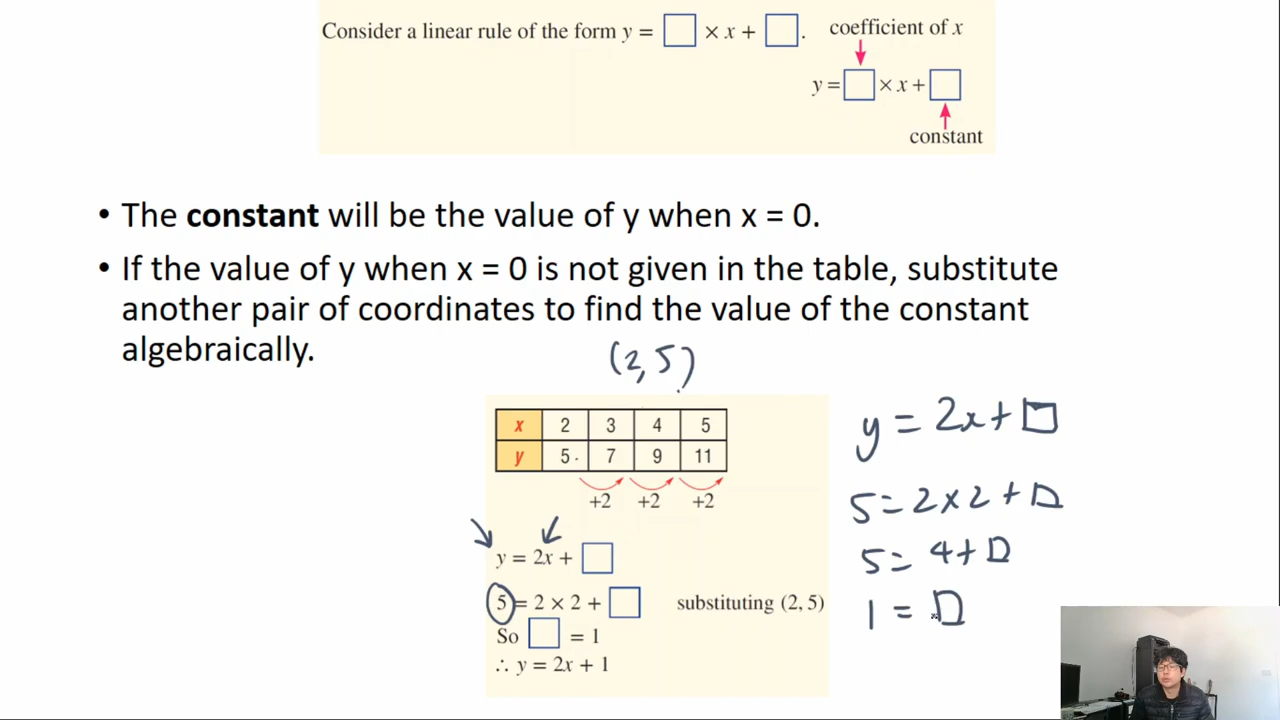 Consider a linear rule of the form y = □ × x + □.
coefficient of x
y = □ × x + □
constant
• The constant will be the value of y when x = 0.
• If the value of y when x = 0 is not given in the table, substitute
another pair of coordinates to find the value of the constant
algebraically.
(2, 5)
x 2 3 4 5
y 5 7 9 11
+2 +2 +2
y = 2x + □
5 = 2 × 2 + □ substituting (2, 5)
So □ = 1
∴ y = 2x + 1
y = 2x + □
5 = 2 × 2 + □
5 = 4 + □
1 = □